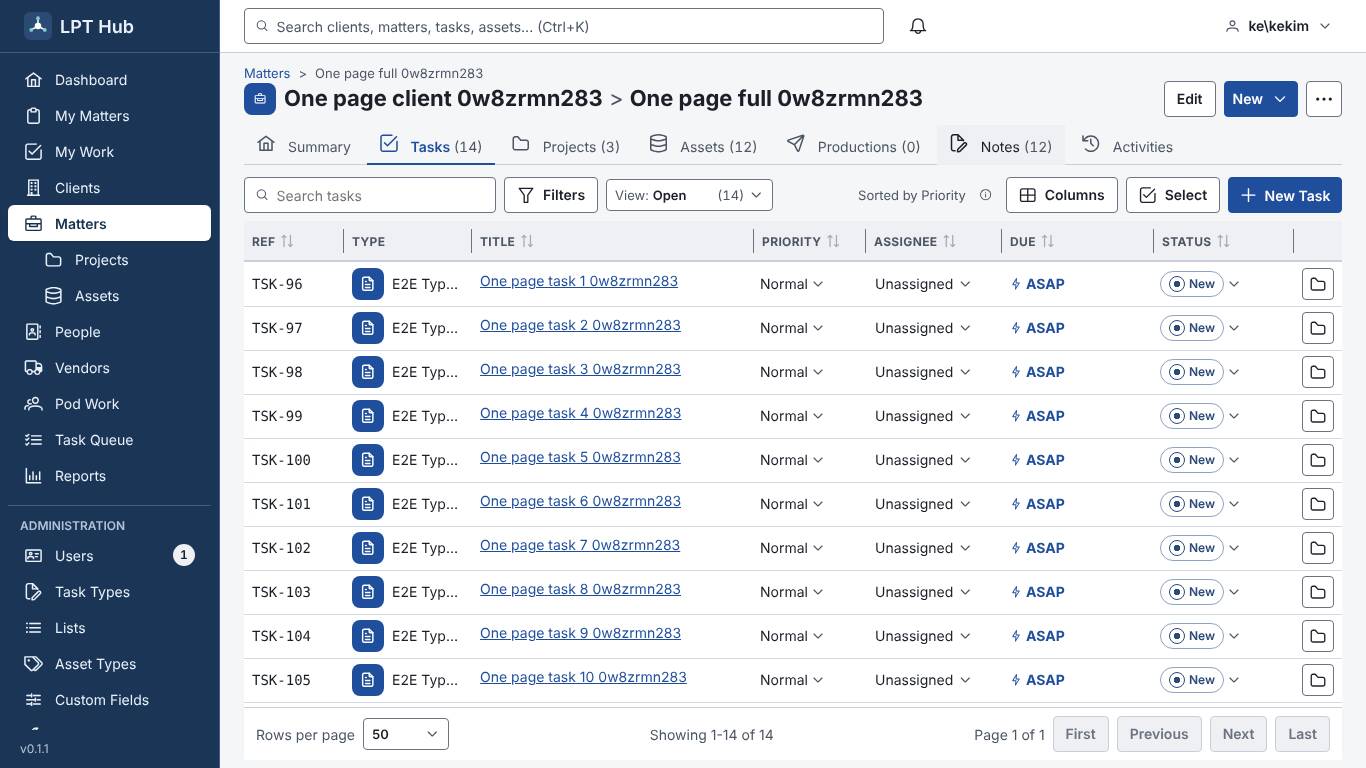 LPT Hub
Search clients, matters, tasks, assets... (Ctrl+K)
ke\kekim
Dashboard
My Matters
My Work
Clients
Matters
Projects
Assets
People
Vendors
Pod Work
Task Queue
Reports
ADMINISTRATION
Users 1
Task Types
Lists
Asset Types
Custom Fields
v0.1.1
Matters > One page full 0w8zrmn283
One page client 0w8zrmn283 > One page full 0w8zrmn283
Edit New
Summary Tasks (14) Projects (3) Assets (12) Productions (0) Notes (12) Activities
Search tasks Filters View: Open (14) Sorted by Priority Columns Select New Task
REF TYPE TITLE PRIORITY ASSIGNEE DUE STATUS
TSK-96 E2E Typ... One page task 1 0w8zrmn283 Normal Unassigned ASAP New
TSK-97 E2E Typ... One page task 2 0w8zrmn283 Normal Unassigned ASAP New
TSK-98 E2E Typ... One page task 3 0w8zrmn283 Normal Unassigned ASAP New
TSK-99 E2E Typ... One page task 4 0w8zrmn283 Normal Unassigned ASAP New
TSK-100 E2E Typ... One page task 5 0w8zrmn283 Normal Unassigned ASAP New
TSK-101 E2E Typ... One page task 6 0w8zrmn283 Normal Unassigned ASAP New
TSK-102 E2E Typ... One page task 7 0w8zrmn283 Normal Unassigned ASAP New
TSK-103 E2E Typ... One page task 8 0w8zrmn283 Normal Unassigned ASAP New
TSK-104 E2E Typ... One page task 9 0w8zrmn283 Normal Unassigned ASAP New
TSK-105 E2E Typ... One page task 10 0w8zrmn283 Normal Unassigned ASAP New
Rows per page 50 Showing 1-14 of 14 Page 1 of 1 First Previous Next Last